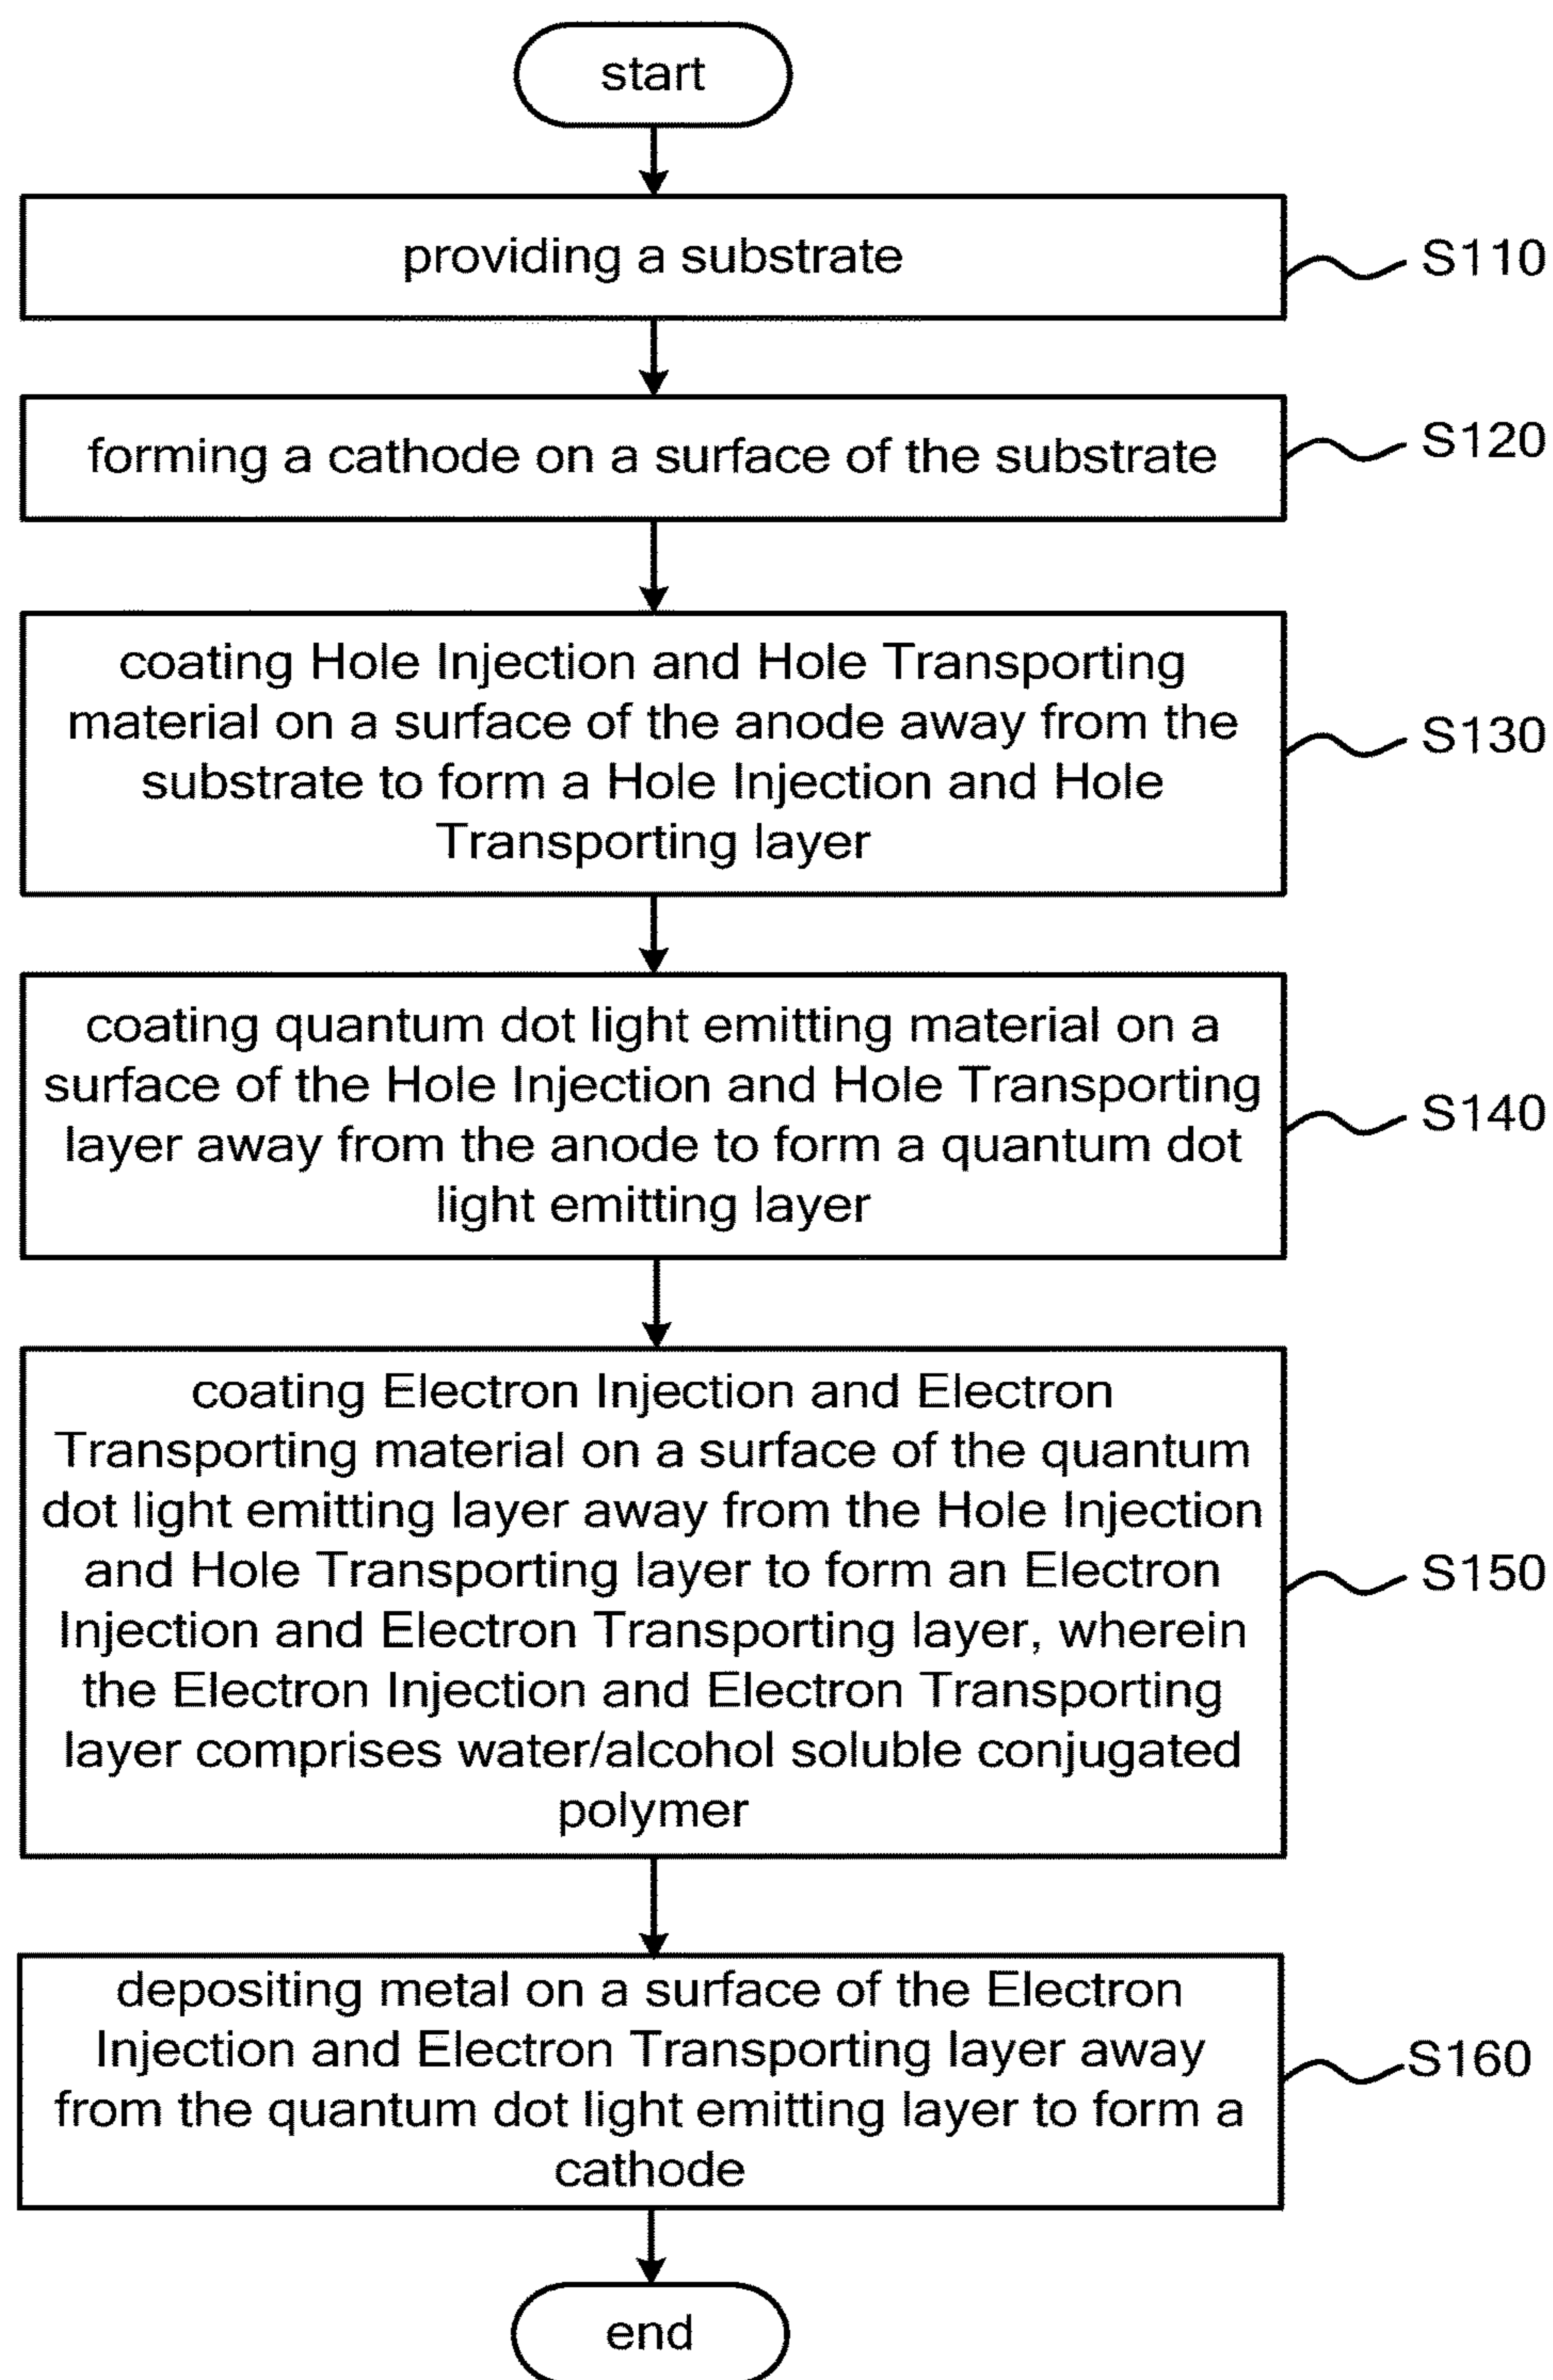 start
providing a substrate
S110
forming a cathode on a surface of the substrate
S120
coating Hole Injection and Hole Transporting
material on a surface of the anode away from the
substrate to form a Hole Injection and Hole
Transporting layer
S130
coating quantum dot light emitting material on a
surface of the Hole Injection and Hole Transporting
layer away from the anode to form a quantum dot
light emitting layer
S140
coating Electron Injection and Electron
Transporting material on a surface of the quantum
dot light emitting layer away from the Hole Injection
and Hole Transporting layer to form an Electron
Injection and Electron Transporting layer, wherein
the Electron Injection and Electron Transporting
layer comprises water/alcohol soluble conjugated
polymer
S150
depositing metal on a surface of the Electron
Injection and Electron Transporting layer away
from the quantum dot light emitting layer to form a
cathode
S160
end